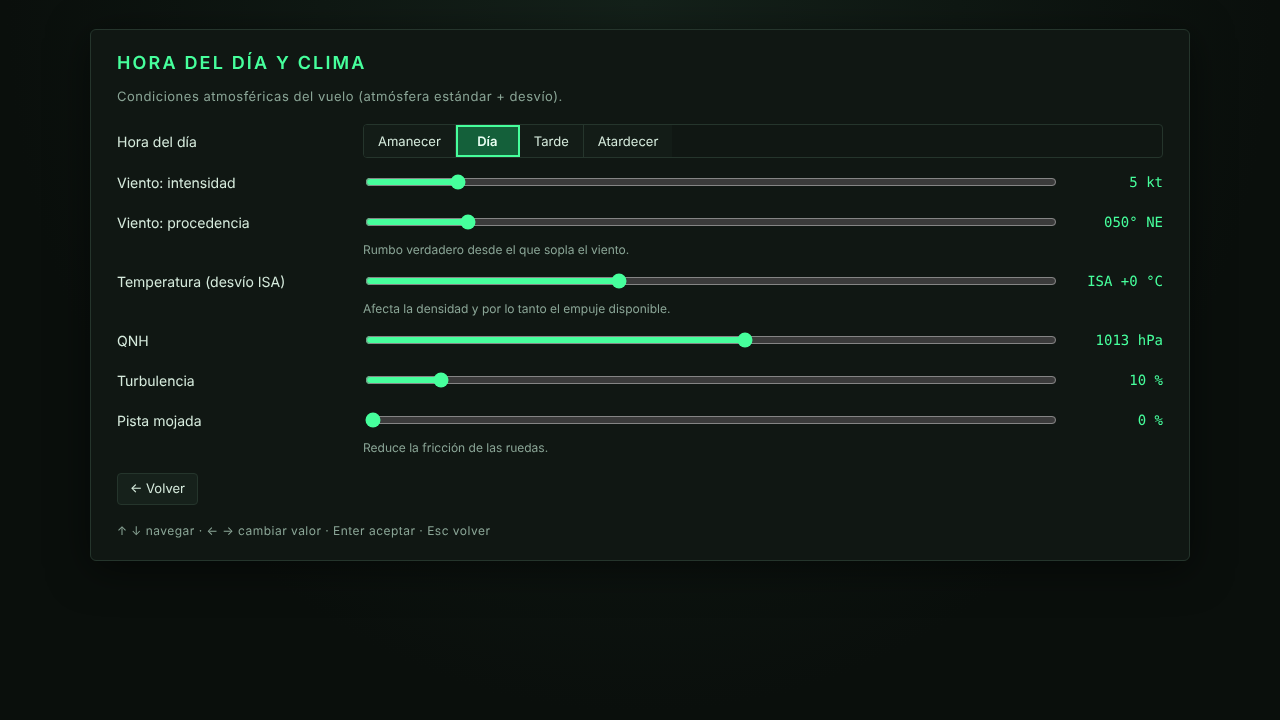 HORA DEL DÍA Y CLIMA
Condiciones atmosféricas del vuelo (atmósfera estándar + desvío).
Hora del día Amanecer Día Tarde Atardecer
Viento: intensidad 5 kt
Viento: procedencia 050° NE
Rumbo verdadero desde el que sopla el viento.
Temperatura (desvío ISA) ISA +0 °C
Afecta la densidad y por lo tanto el empuje disponible.
QNH 1013 hPa
Turbulencia 10 %
Pista mojada 0 %
Reduce la fricción de las ruedas.
← Volver
↑ ↓ navegar · ← → cambiar valor · Enter aceptar · Esc volver